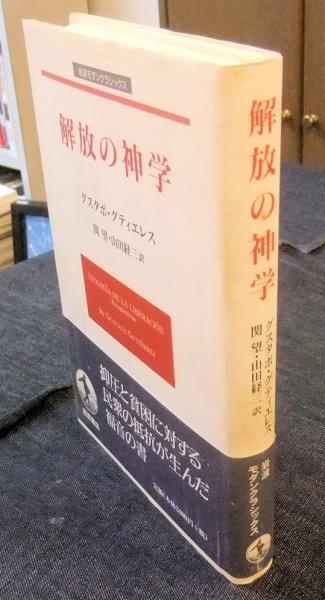 岩波モダンクラシックス
解放の神学
グスタボ・グティエレス
関 望・山田経三訳
TEOLOGÍA DE LA LIBERACIÓN
Perspectivas
by GUSTAVO GUTIÉRREZ
抑圧と貧困に対する
民衆の抵抗が生んだ
福音の書
解放の神学
グスタボ・グティエレス
関 望・山田経三 訳
岩波
モダンクラシックス